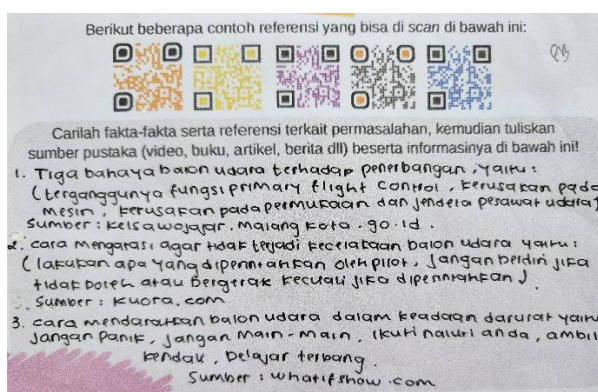 Berikut beberapa contoh referensi yang bisa di scan di bawah ini:
Carilah fakta-fakta serta referensi terkait permasalahan, kemudian tuliskan
sumber pustaka (video, buku, artikel, berita dll) beserta informasinya di bawah ini!
1. Tiga bahaya balon udara terhadap penerbangan, yaitu:
(terganggunya fungsi primary flight control, kerusakan pada
mesin, kerusakan pada permukaan dan jendela pesawat udara)
Sumber: kelsawojajar.malangkota.go.id.
2. cara mengatasi agar tidak terjadi kecelakaan balon udara yaitu:
(lakukan apa yang diperintahkan oleh pilot, jangan berdiri jika
tidak boleh atau bergerak kecuali jika diperintahkan)
. Sumber: kuora.com
3. cara mendaratkan balon udara dalam keadaan darurat yaitu
jangan panik, jangan main-main, ikuti naluri anda, ambil
kendali, belajar terbang.
Sumber: whatifshow.com